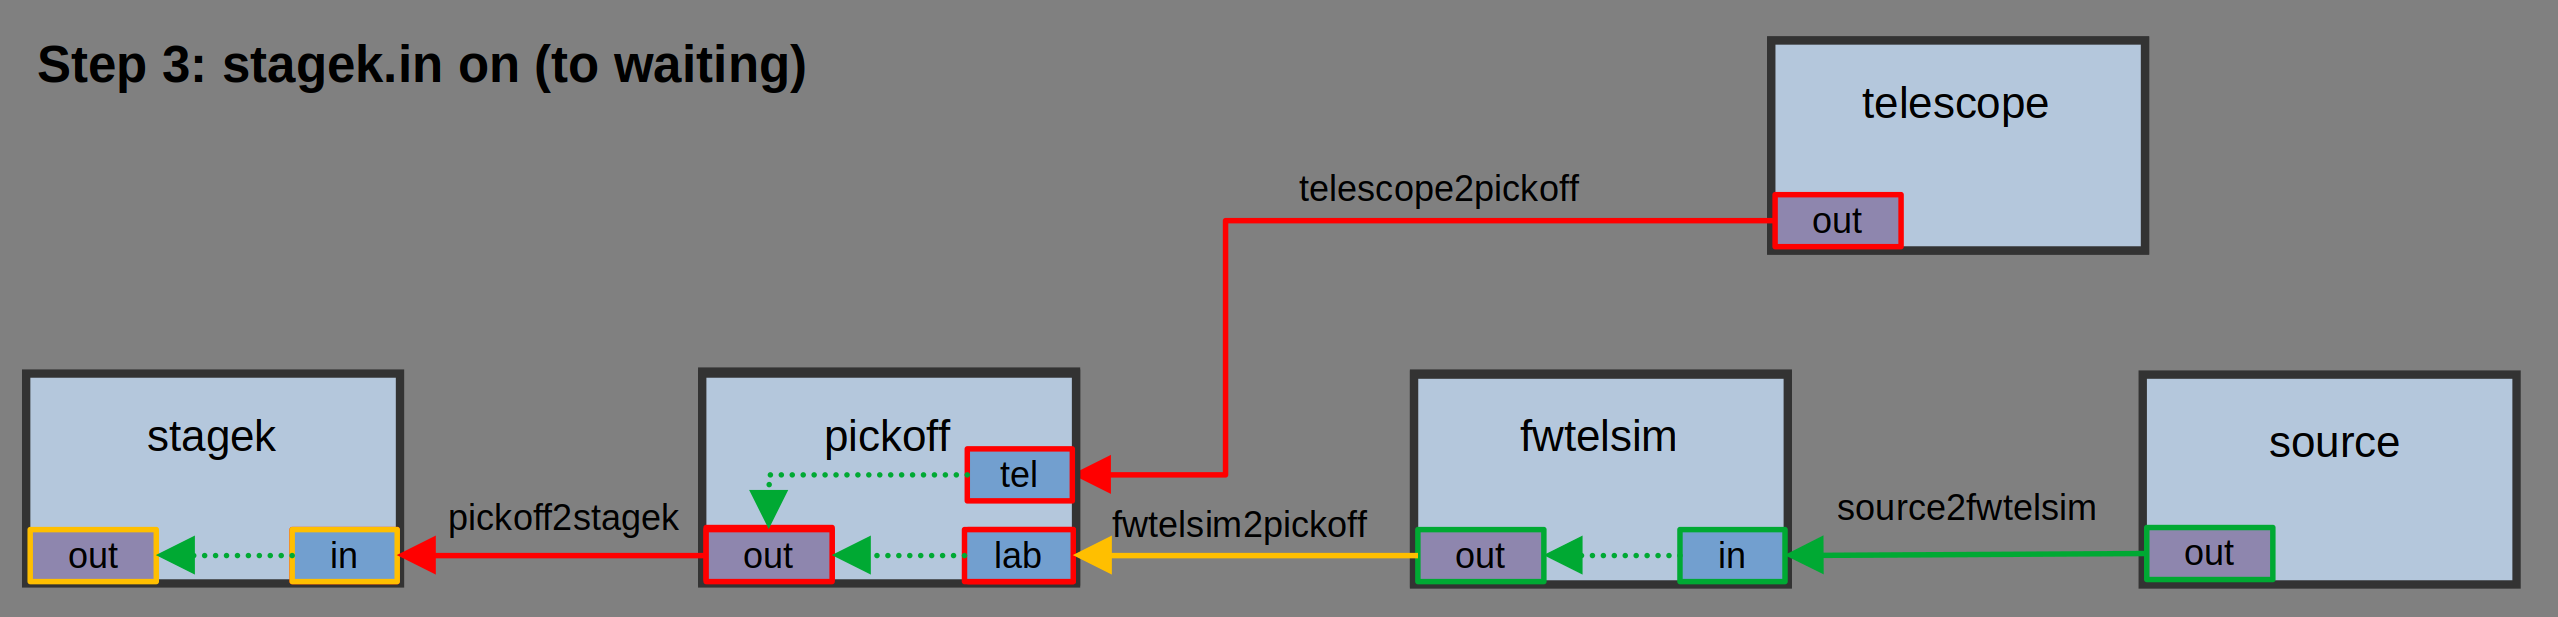 Step 3: stagek.in on (to waiting)
telescope
telescope2pickoff
out
stagek
pickoff
fwtelsim
source
tel
pickoff2stagek
fwtelsim2pickoff
source2fwtelsim
out
in
out
lab
out
in
out